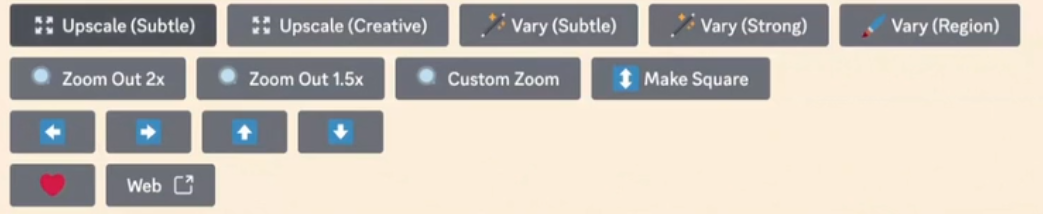 Upscale (Subtle) Upscale (Creative) Vary (Subtle) Vary (Strong) Vary (Region)
Zoom Out 2x Zoom Out 1.5x Custom Zoom Make Square
Web